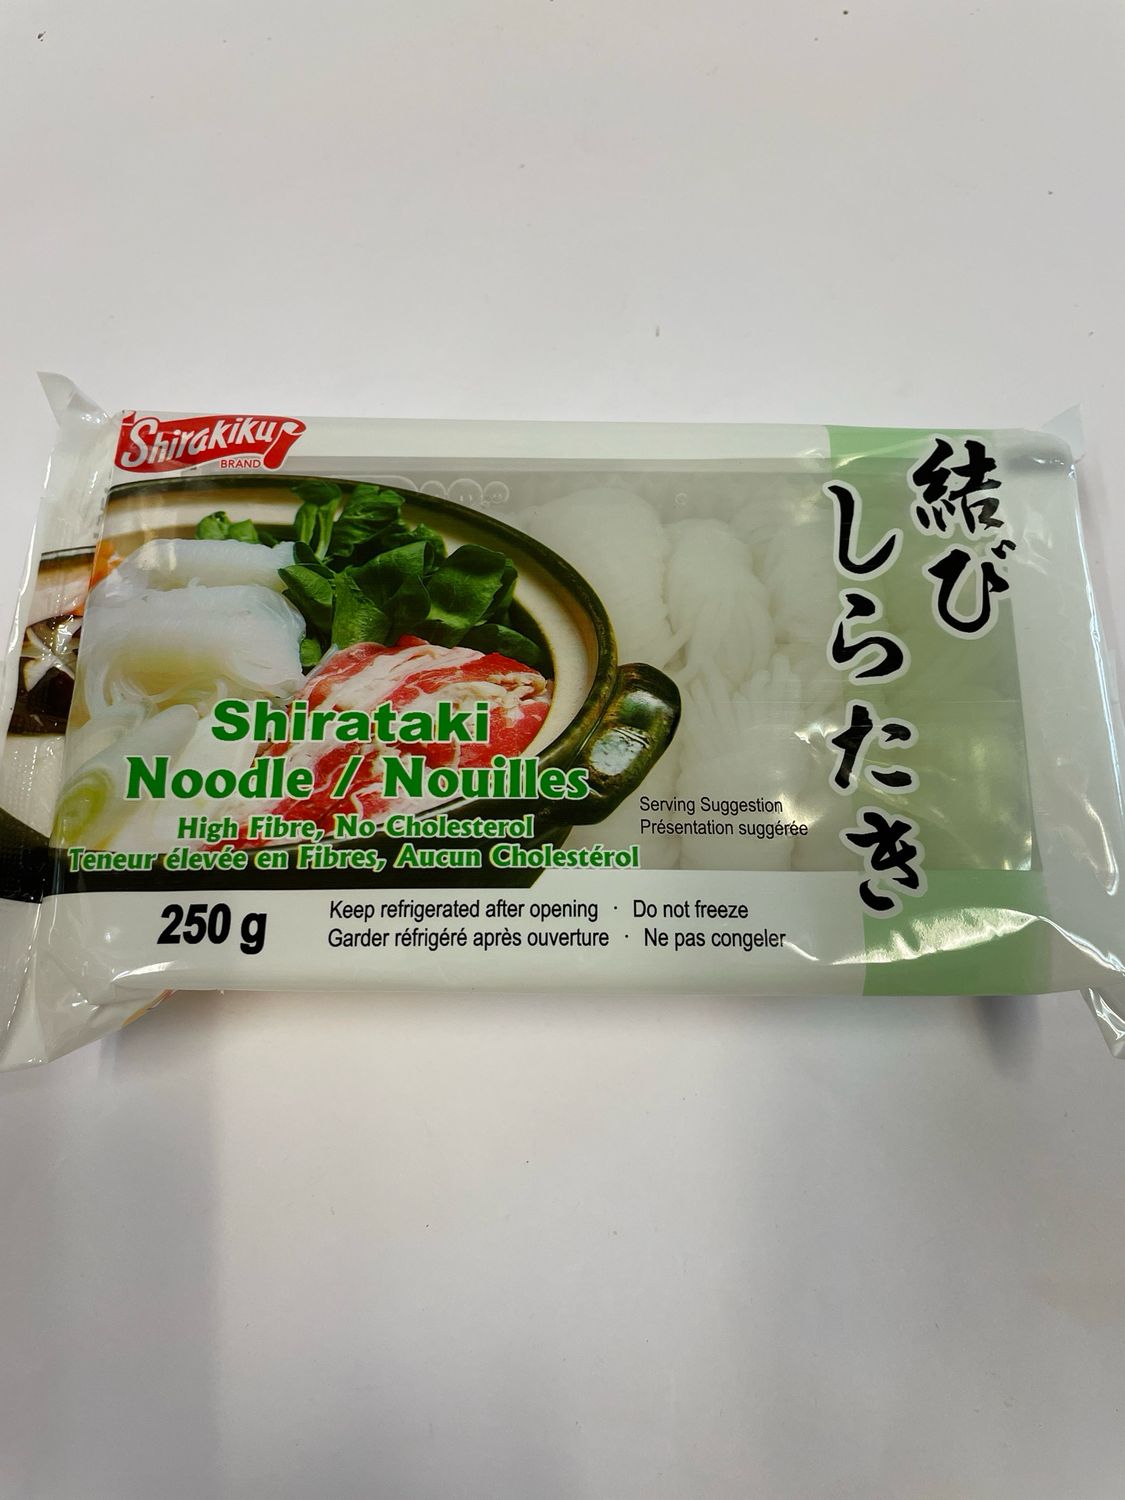 Shirakiku
BRAND
結び
しらたき
Shirataki
Noodle / Nouilles
High Fibre, No Cholesterol
Teneur élevée en Fibres, Aucun Cholestérol
Serving Suggestion
Présentation suggérée
250 g
Keep refrigerated after opening · Do not freeze
Garder réfrigéré après ouverture · Ne pas congeler